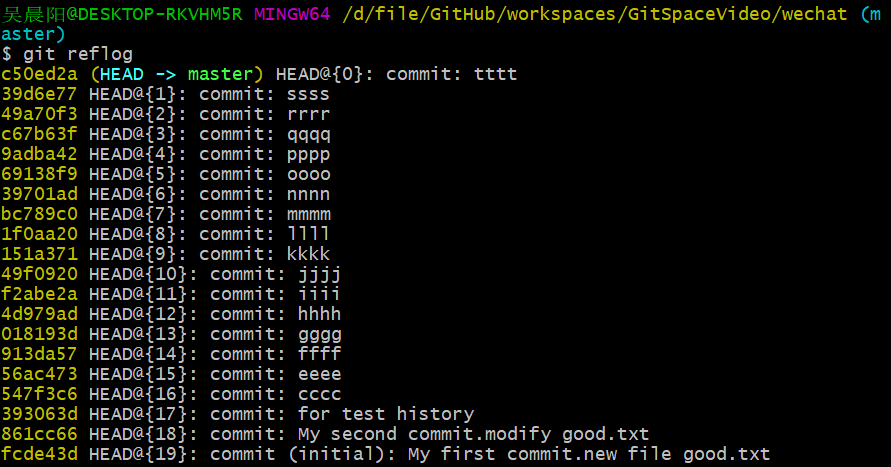 吴晨阳@DESKTOP-RKVHM5R MINGW64 /d/file/GitHub/workspaces/GitSpaceVideo/wechat (m
aster)
$ git reflog
c50ed2a (HEAD -> master) HEAD@{0}: commit: tttt
39d6e77 HEAD@{1}: commit: ssss
49a70f3 HEAD@{2}: commit: rrrr
c67b63f HEAD@{3}: commit: qqqq
9adba42 HEAD@{4}: commit: pppp
69138f9 HEAD@{5}: commit: oooo
39701ad HEAD@{6}: commit: nnnn
bc789c0 HEAD@{7}: commit: mmmm
1f0aa20 HEAD@{8}: commit: llll
151a371 HEAD@{9}: commit: kkkk
49f0920 HEAD@{10}: commit: jjjj
f2abe2a HEAD@{11}: commit: iiii
4d979ad HEAD@{12}: commit: hhhh
018193d HEAD@{13}: commit: gggg
913da57 HEAD@{14}: commit: ffff
56ac473 HEAD@{15}: commit: eeee
547f3c6 HEAD@{16}: commit: cccc
393063d HEAD@{17}: commit: for test history
861cc66 HEAD@{18}: commit: My second commit.modify good.txt
fcde43d HEAD@{19}: commit (initial): My first commit.new file good.txt